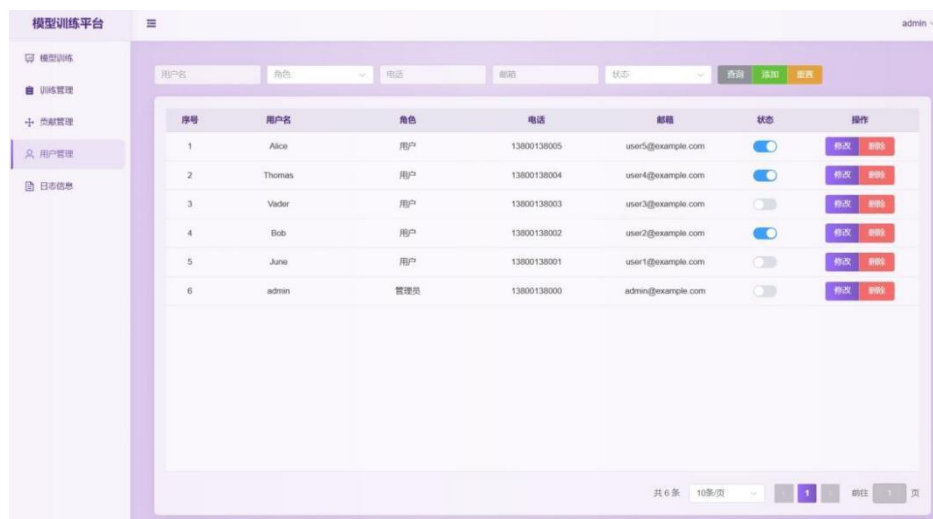 模型训练平台 admin
模型训练
训练管理
贡献管理
用户管理
日志信息
用户名 角色 电话 邮箱 状态 查询 添加 重置
序号 用户名 角色 电话 邮箱 状态 操作
1 Alice 用户 13800138005 user5@example.com 修改 删除
2 Thomas 用户 13800138004 user4@example.com 修改 删除
3 Vader 用户 13800138003 user3@example.com 修改 删除
4 Bob 用户 13800138002 user2@example.com 修改 删除
5 June 用户 13800138001 user1@example.com 修改 删除
6 admin 管理员 13800138000 admin@example.com 修改 删除
共 6 条 10条/页 1 前往 1 页